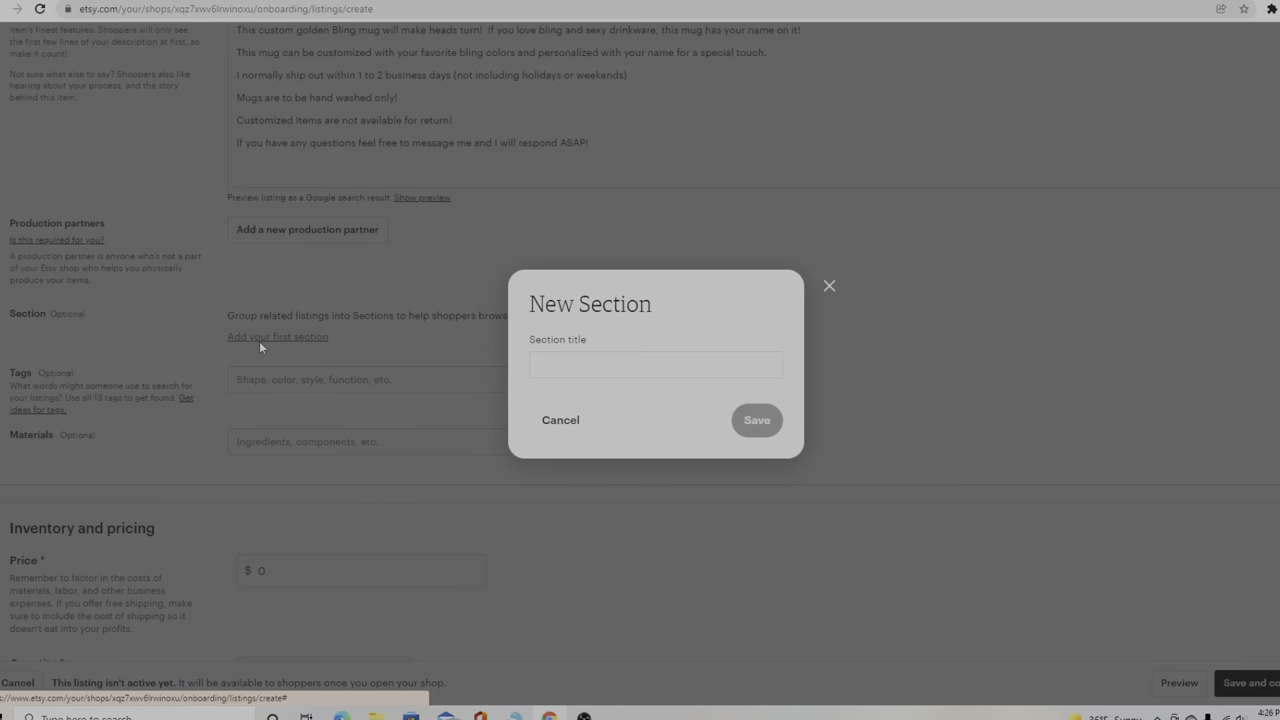 etsy.com/your/shops/xqz7xwv6lrwinoxu/onboarding/listings/create
item's finest features. Shoppers will only
see the first few lines of your description at first, so
make it count!
Not sure what else to say? Shoppers also like
hearing about your process, and the story
behind this item.
This custom golden Bling mug will make heads turn! If you love bling and sexy drinkware, this mug has your name on it!
This mug can be customized with your favorite bling colors and personalized with your name for a special touch.
I normally ship out within 1 to 2 business days (not including holidays or weekends)
Mugs are to be hand washed only!
Customized Items are not available for return!
If you have any questions feel free to message me and I will respond ASAP!
Preview listing as a Google search result Show preview
Production partners
Is this required for you?
A production partner is anyone who's not a part
of your Etsy shop who helps you physically
produce your items.
Add a new production partner
Section Optional
Group related listings into Sections to help shoppers brows
Add your first section
Tags Optional
What words might someone use to search for
your listings? Use all 13 tags to get found. Get
ideas for tags.
Shape, color, style, function, etc.
Materials Optional
Ingredients, components, etc.
New Section
Section title
Cancel
Save
Inventory and pricing
Price *
Remember to factor in the costs of
materials, labor, and other business
expenses. If you offer free shipping, make
sure to include the cost of shipping so it
doesn't eat into your profits.
$ 0
Cancel
This listing isn't active yet. It will be available to shoppers once you open your shop.
Preview
Save and co
s://www.etsy.com/your/shops/xqz7xwv6lrwinoxu/onboarding/listings/create#
Type here to search
36°F Sunny
4:26 P